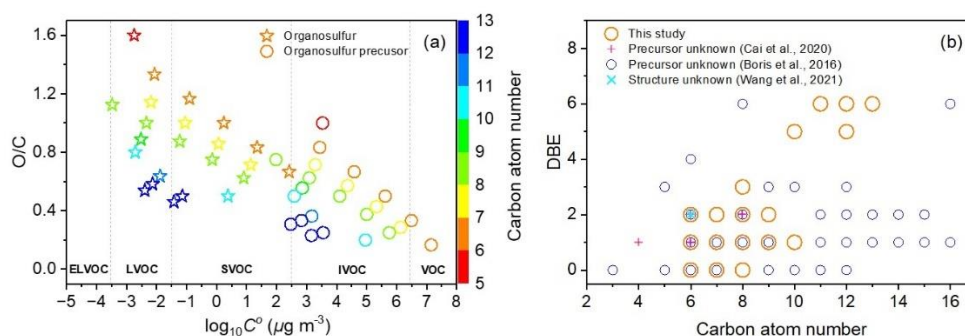 (a)
Organosulfur
Organosulfur precusor
O/C
1.6
1.2
0.8
0.4
0.0
ELVOC LVOC SVOC IVOC VOC
−5 −4 −3 −2 −1 0 1 2 3 4 5 6 7 8
log₁₀C° (µg m⁻³)
13
12
11
10
9
8
7
6
5
Carbon atom number
(b)
This study
Precursor unknown (Cai et al., 2020)
Precursor unknown (Boris et al., 2016)
Structure unknown (Wang et al., 2021)
DBE
8
6
4
2
0
2 4 6 8 10 12 14 16
Carbon atom number